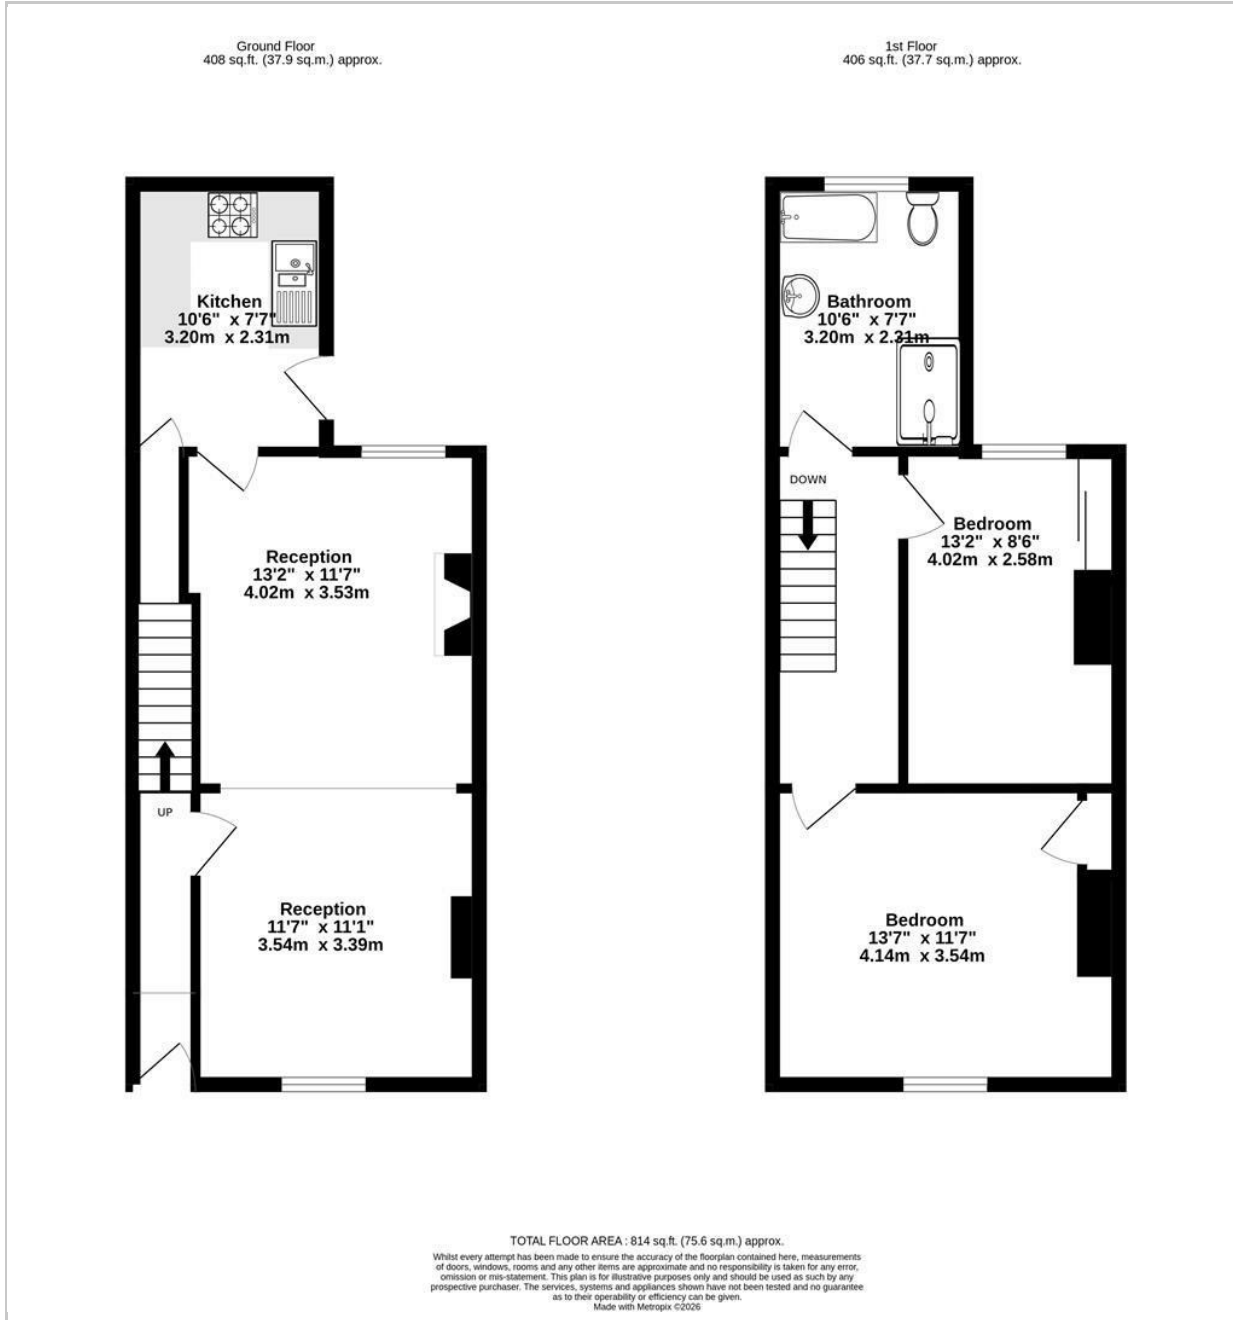 Ground Floor
408 sq.ft. (37.9 sq.m.) approx.
1st Floor
406 sq.ft. (37.7 sq.m.) approx.
Kitchen
10'6" x 7'7"
3.20m x 2.31m
Reception
13'2" x 11'7"
4.02m x 3.53m
UP
Reception
11'7" x 11'1"
3.54m x 3.39m
Bathroom
10'6" x 7'7"
3.20m x 2.31m
DOWN
Bedroom
13'2" x 8'6"
4.02m x 2.58m
Bedroom
13'7" x 11'7"
4.14m x 3.54m
TOTAL FLOOR AREA : 814 sq.ft. (75.6 sq.m.) approx.
Whilst every attempt has been made to ensure the accuracy of the floorplan contained here, measurements
of doors, windows, rooms and any other items are approximate and no responsibility is taken for any error,
omission or mis-statement. This plan is for illustrative purposes only and should be used as such by any
prospective purchaser. The services, systems and appliances shown have not been tested and no guarantee
as to their operability or efficiency can be given.
Made with Metropix ©2026